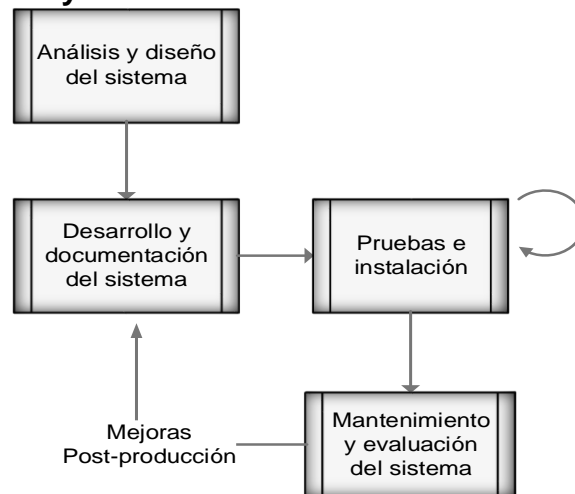 Análisis y diseño
del sistema
Desarrollo y
documentación
del sistema
Pruebas e
instalación
Mejoras
Post-producción
Mantenimiento
y evaluación
del sistema